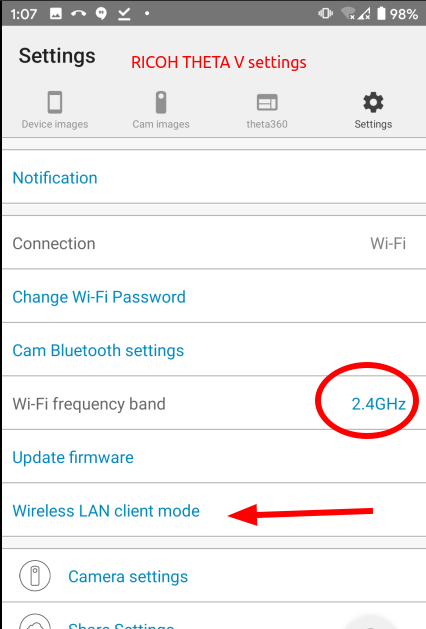 1:07 98%
Settings
RICOH THETA V settings
Device images Cam images theta360 Settings
Notification
Connection Wi-Fi
Change Wi-Fi Password
Cam Bluetooth settings
Wi-Fi frequency band 2.4GHz
Update firmware
Wireless LAN client mode
Camera settings
Share Settings